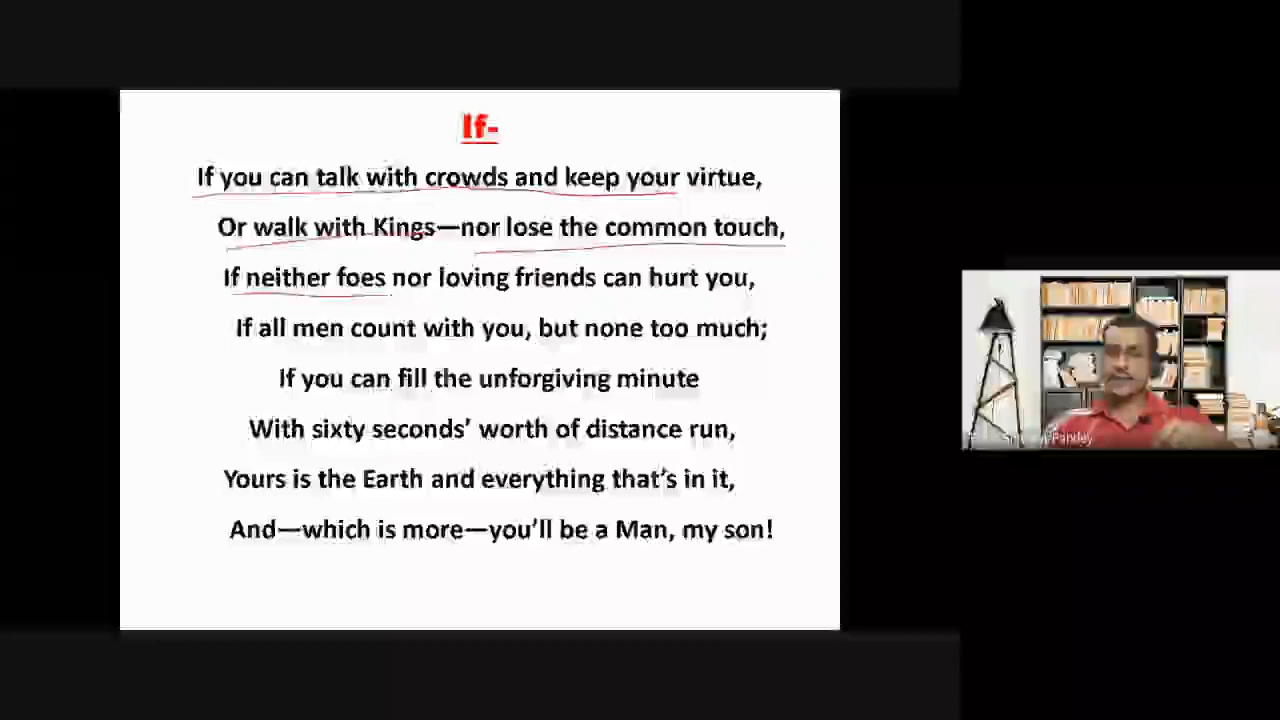 If-
If you can talk with crowds and keep your virtue,
Or walk with Kings—nor lose the common touch,
If neither foes nor loving friends can hurt you,
If all men count with you, but none too much;
If you can fill the unforgiving minute
With sixty seconds’ worth of distance run,
Yours is the Earth and everything that’s in it,
And—which is more—you’ll be a Man, my son!
Pandey